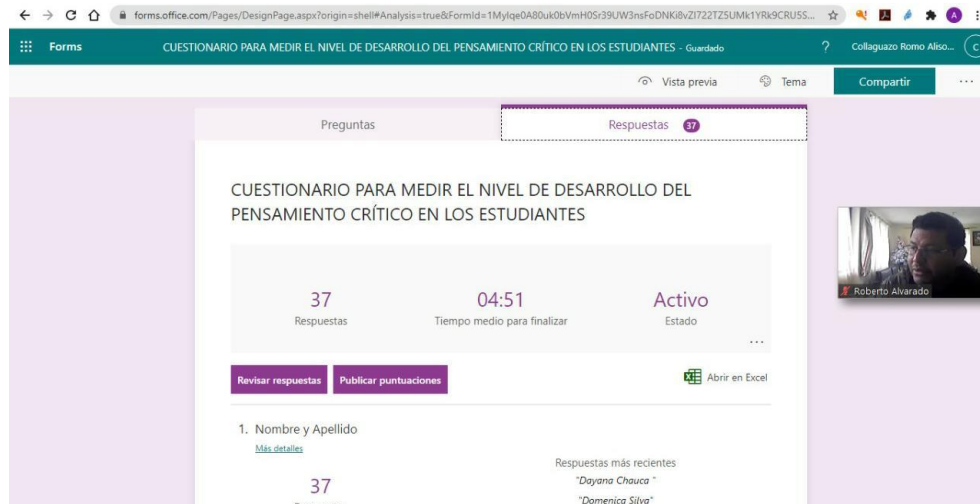 forms.office.com/Pages/DesignPage.aspx?origin=shell#Analysis=true&FormId=1MyIqe0A80uk0bVmH0Sr39UW3nsFoDNKi8vZI722TZ5UMk1YRk9CRU5S...
A
Forms
CUESTIONARIO PARA MEDIR EL NIVEL DE DESARROLLO DEL PENSAMIENTO CRÍTICO EN LOS ESTUDIANTES - Guardado
?
Collaguazo Romo Aliso...
C
Vista previa
Tema
Compartir
...
Preguntas
Respuestas 37
CUESTIONARIO PARA MEDIR EL NIVEL DE DESARROLLO DEL
PENSAMIENTO CRÍTICO EN LOS ESTUDIANTES
Roberto Alvarado
37
Respuestas
04:51
Tiempo medio para finalizar
Activo
Estado
...
Revisar respuestas
Publicar puntuaciones
Abrir en Excel
1. Nombre y Apellido
Más detalles
37
Respuestas más recientes
"Dayana Chauca "
"Domenica Silva"